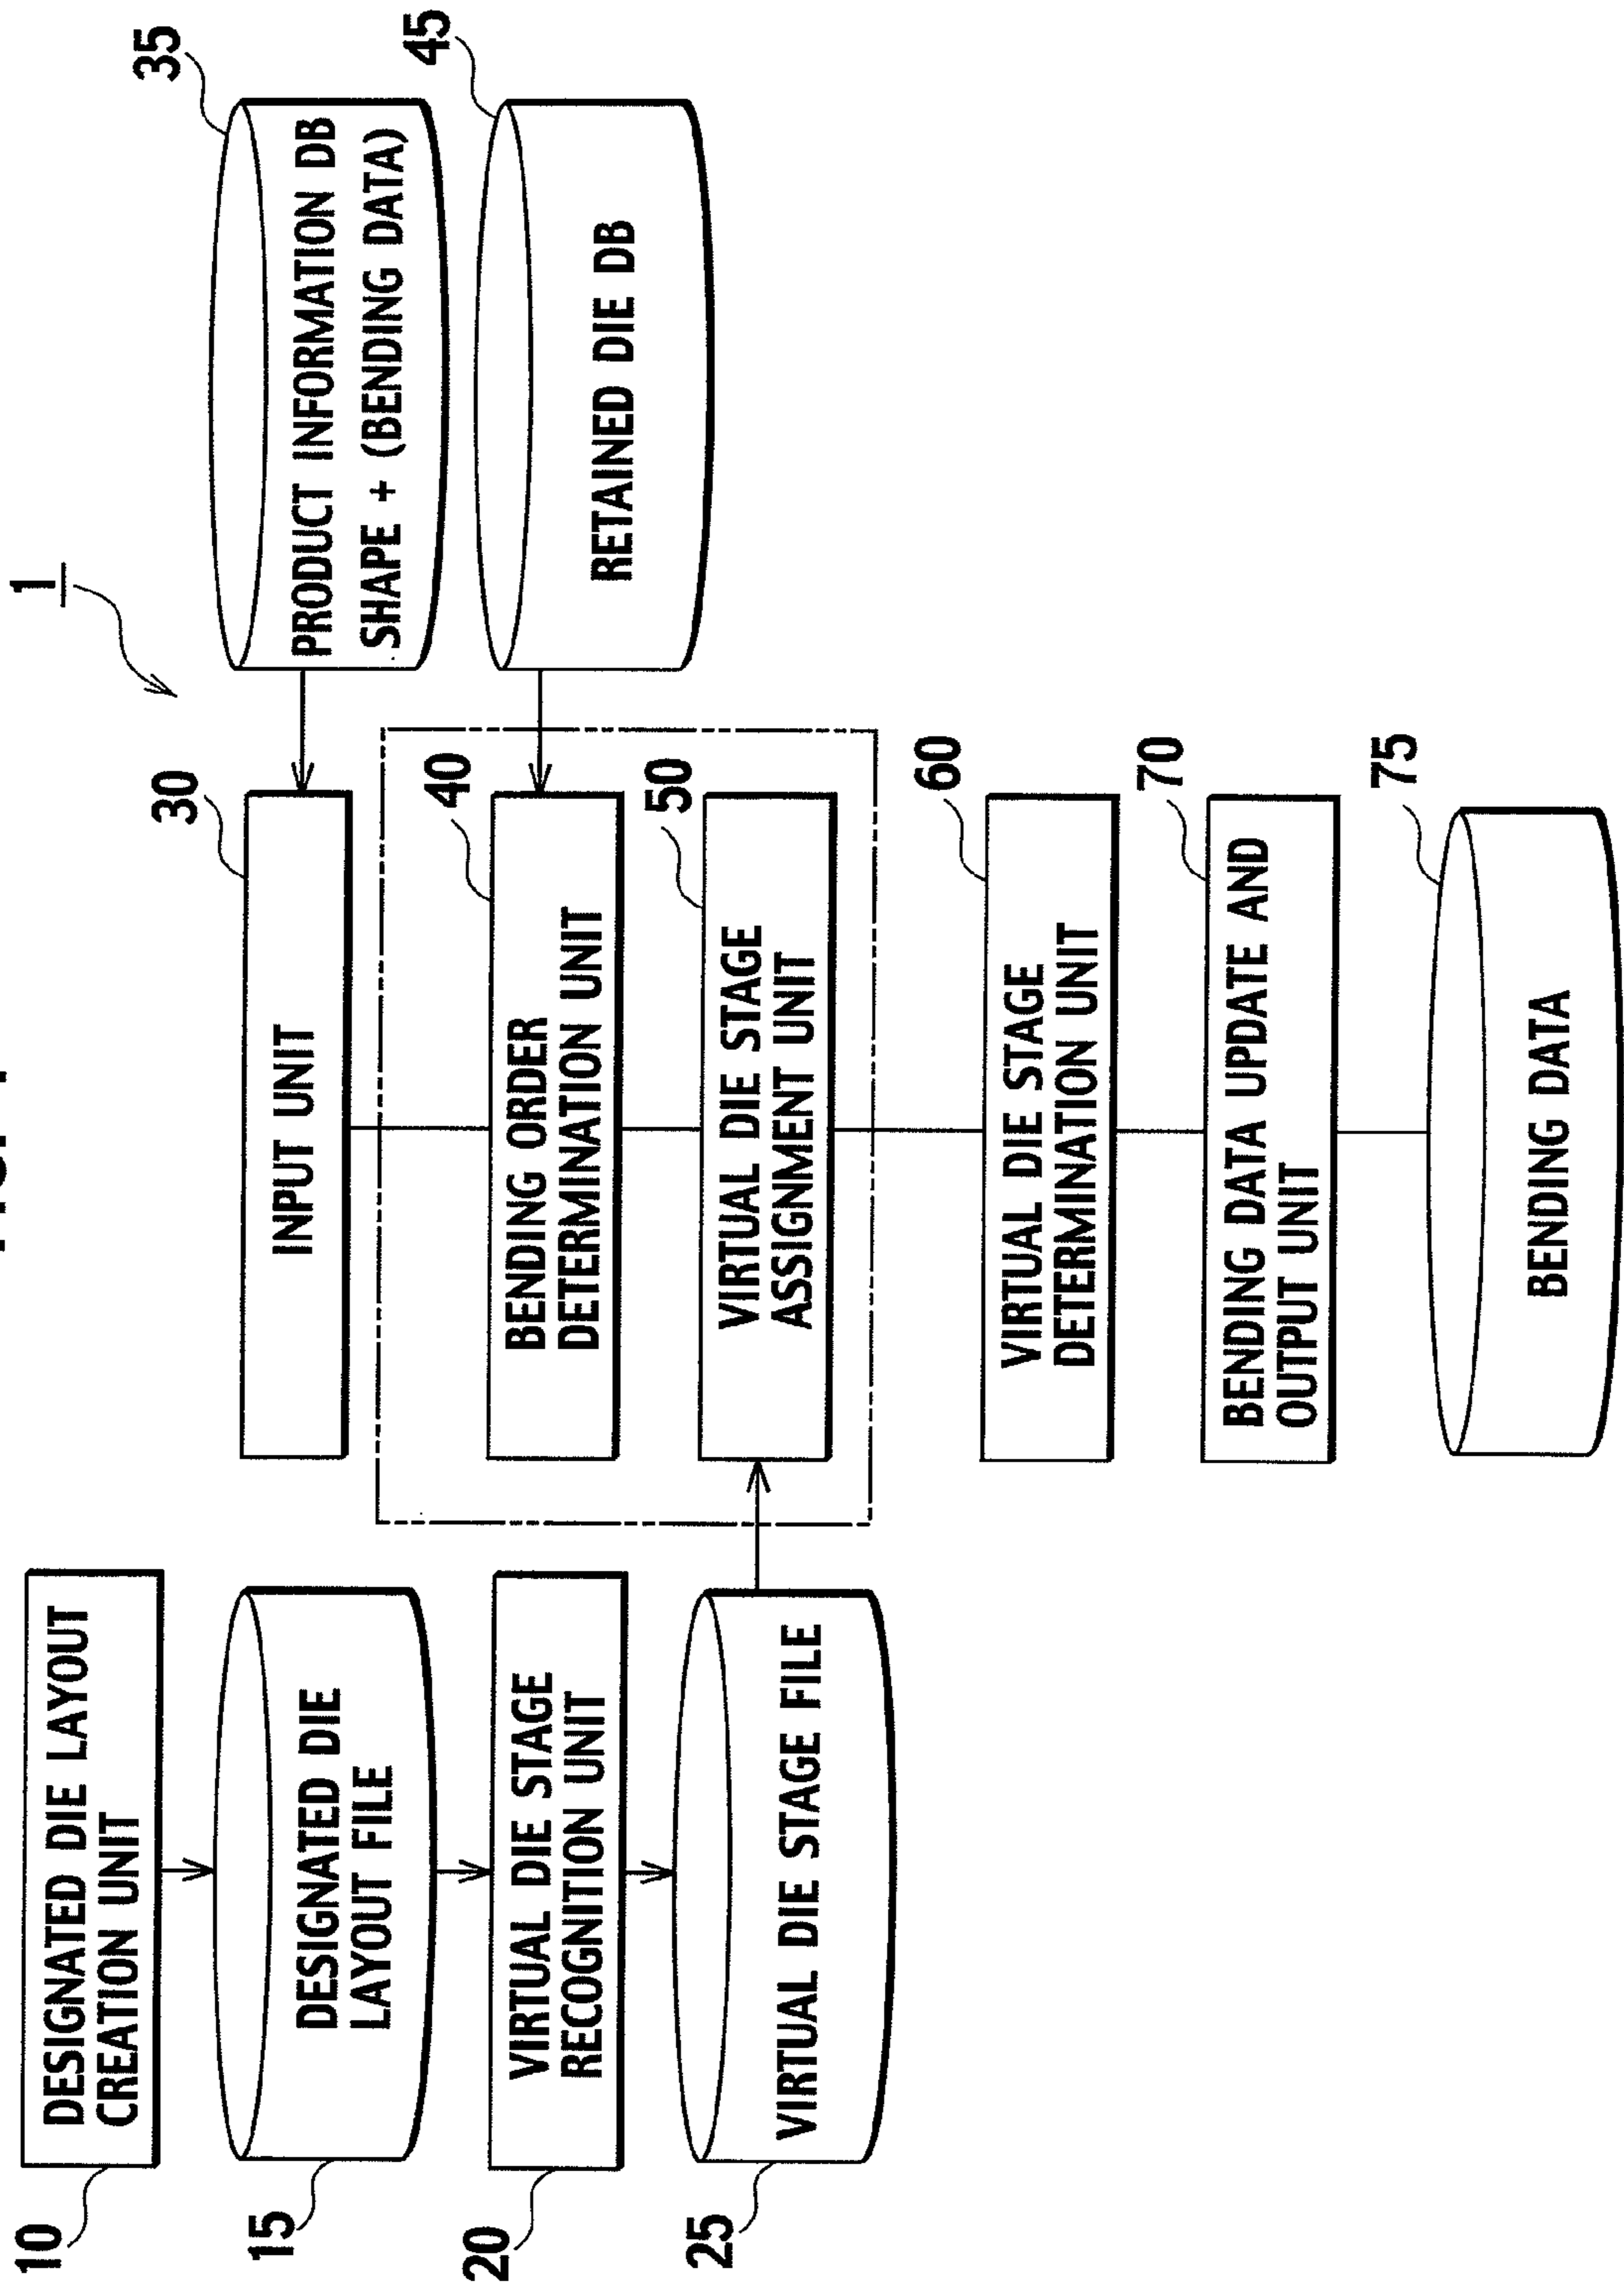 1
10
DESIGNATED DIE LAYOUT
CREATION UNIT
15
DESIGNATED DIE
LAYOUT FILE
20
VIRTUAL DIE STAGE
RECOGNITION UNIT
25
VIRTUAL DIE STAGE FILE
30
INPUT UNIT
40
BENDING ORDER
DETERMINATION UNIT
50
VIRTUAL DIE STAGE
ASSIGNMENT UNIT
60
VIRTUAL DIE STAGE
DETERMINATION UNIT
70
BENDING DATA UPDATE AND
OUTPUT UNIT
75
BENDING DATA
35
PRODUCT INFORMATION DB
SHAPE + (BENDING DATA)
45
RETAINED DIE DB